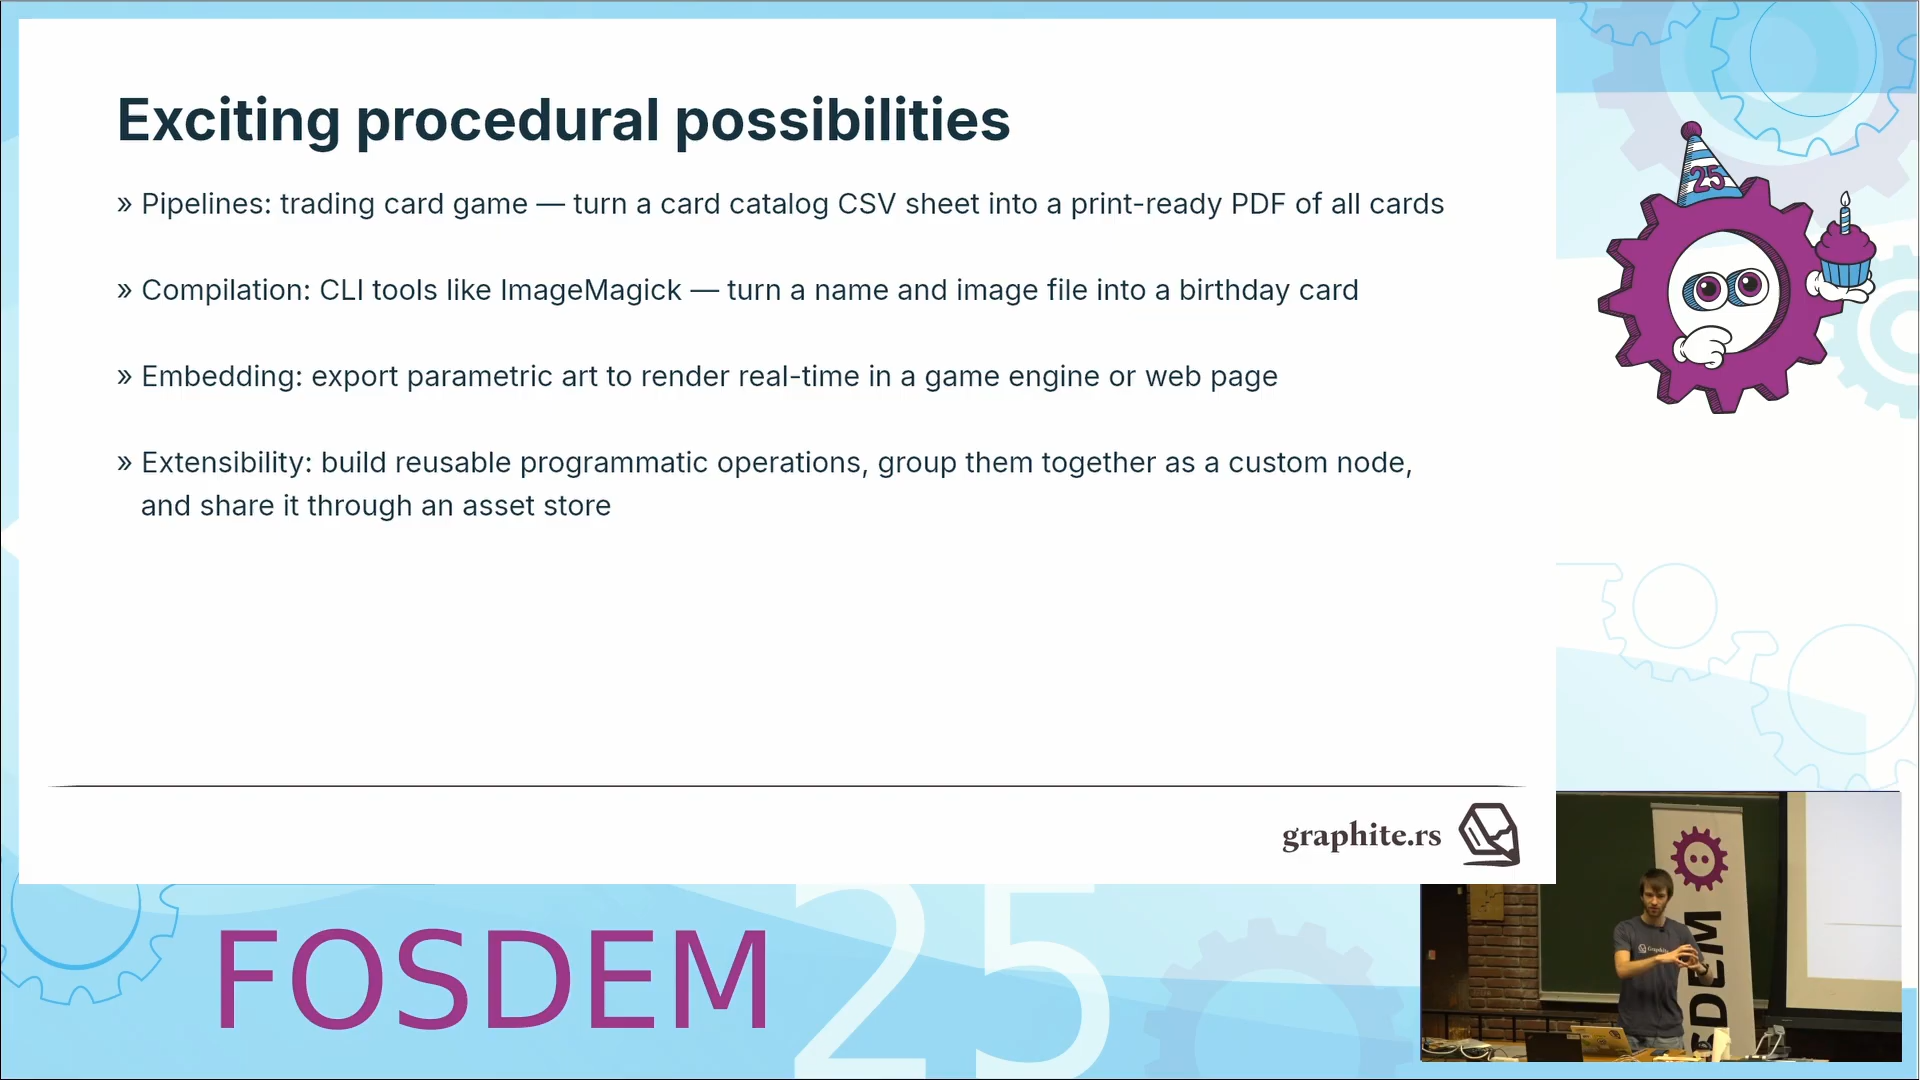 Exciting procedural possibilities
» Pipelines: trading card game — turn a card catalog CSV sheet into a print-ready PDF of all cards
» Compilation: CLI tools like ImageMagick — turn a name and image file into a birthday card
» Embedding: export parametric art to render real-time in a game engine or web page
» Extensibility: build reusable programmatic operations, group them together as a custom node,
and share it through an asset store
graphite.rs
25
FOSDEM 25
Graphite
SDEM